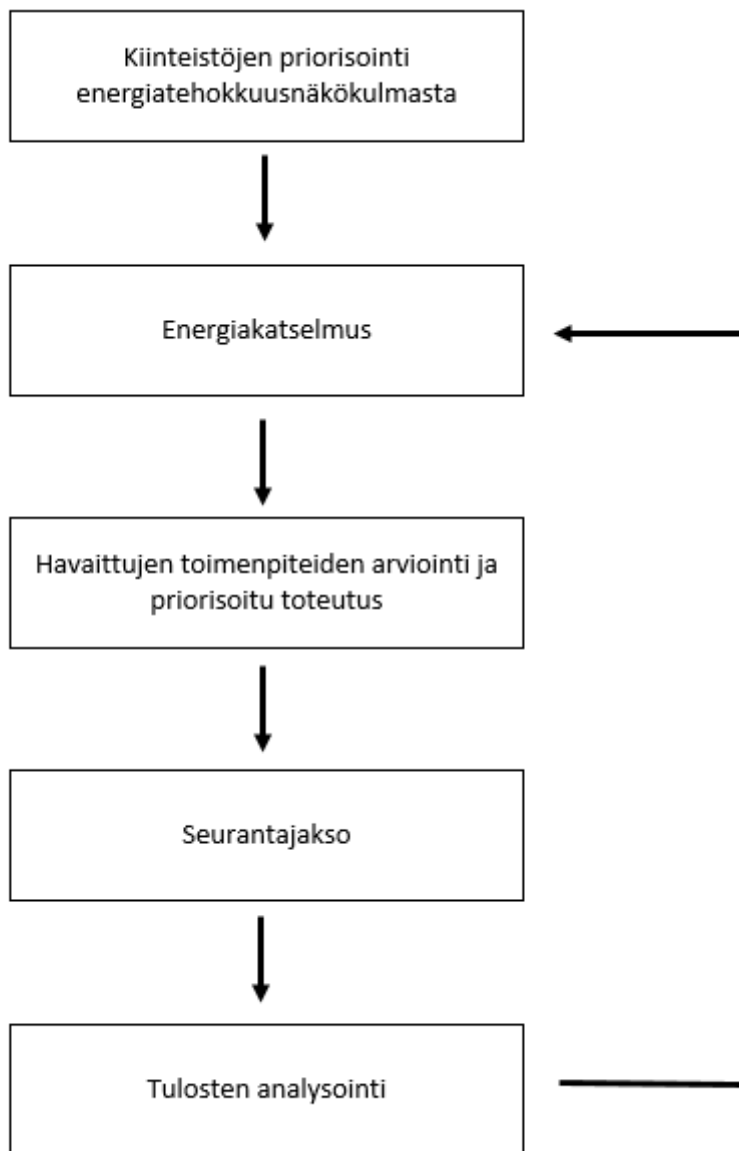 Kiinteistöjen priorisointi
energiatehokkuusnäkökulmasta
Energiakatselmus
Havaittujen toimenpiteiden arviointi ja
priorisoitu toteutus
Seurantajakso
Tulosten analysointi